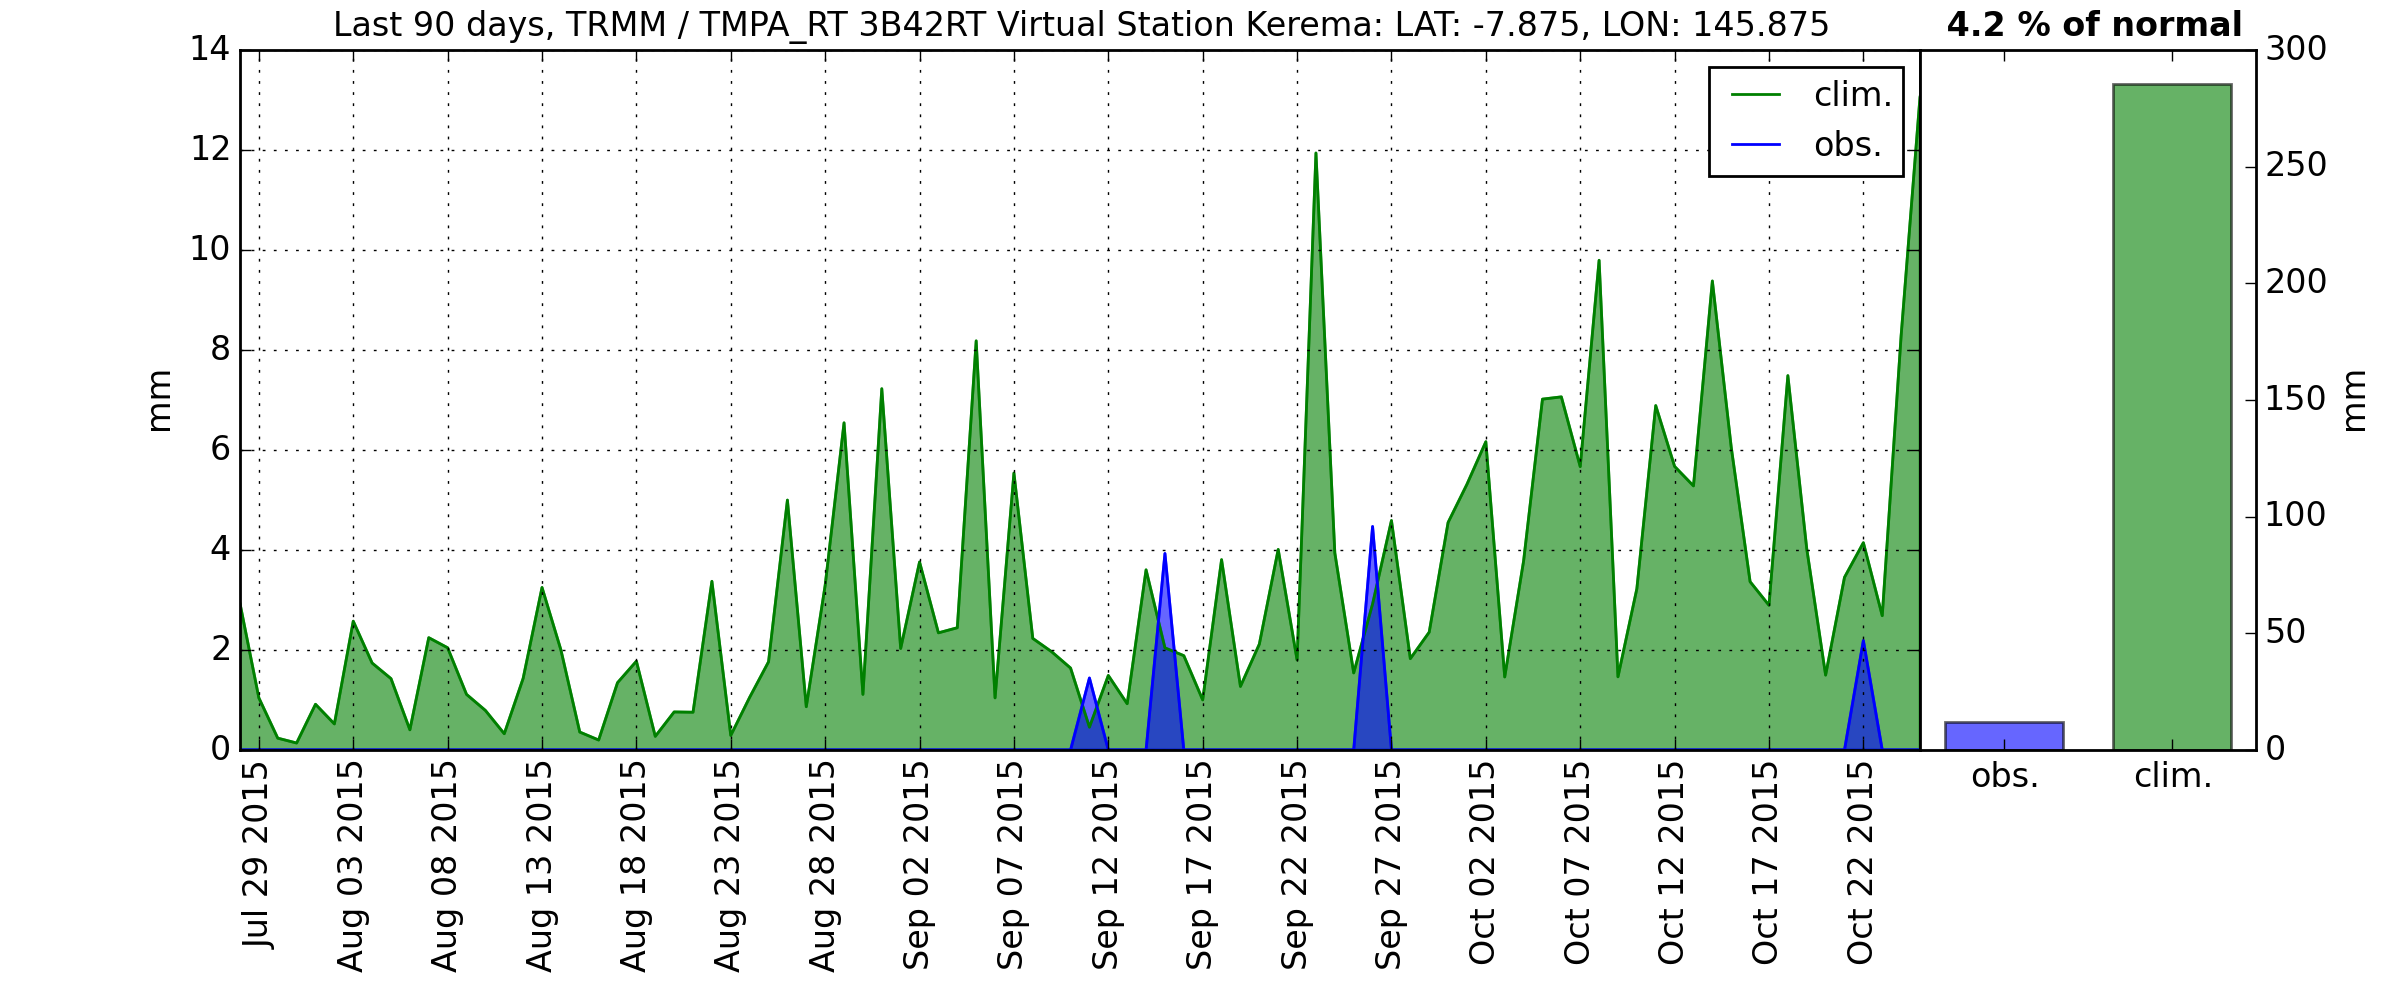 Last 90 days, TRMM / TMPA_RT 3B42RT Virtual Station Kerema: LAT: -7.875, LON: 145.875
4.2 % of normal
14
12
10
8
6
4
2
0
mm
clim.
obs.
300
250
200
150
100
50
0
mm
Jul 29 2015
Aug 03 2015
Aug 08 2015
Aug 13 2015
Aug 18 2015
Aug 23 2015
Aug 28 2015
Sep 02 2015
Sep 07 2015
Sep 12 2015
Sep 17 2015
Sep 22 2015
Sep 27 2015
Oct 02 2015
Oct 07 2015
Oct 12 2015
Oct 17 2015
Oct 22 2015
obs.
clim.